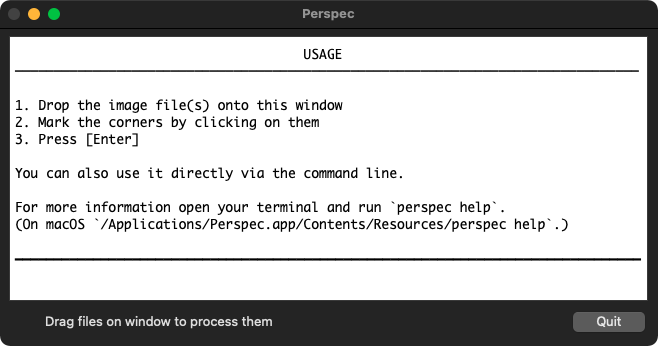 Perspec
USAGE
1. Drop the image file(s) onto this window
2. Mark the corners by clicking on them
3. Press [Enter]
You can also use it directly via the command line.
For more information open your terminal and run `perspec help`.
(On macOS `/Applications/Perspec.app/Contents/Resources/perspec help`.)
Drag files on window to process them
Quit